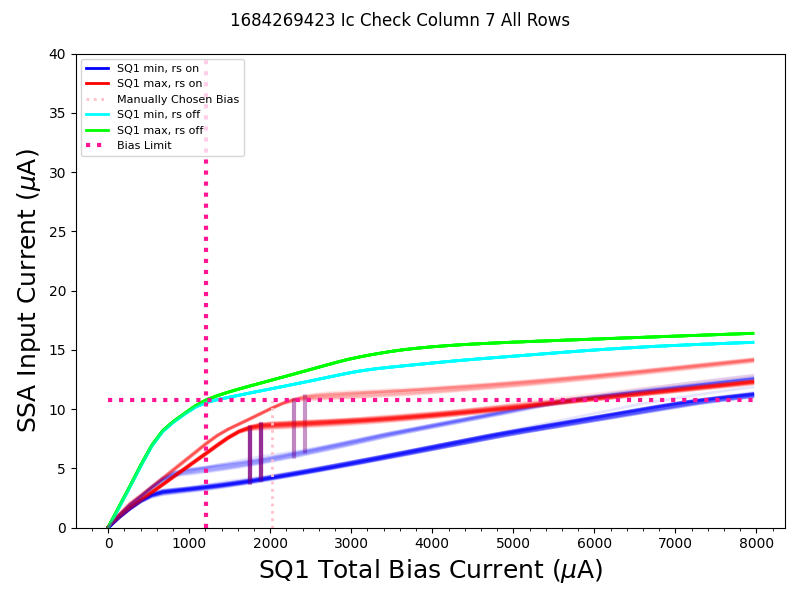 1684269423 Ic Check Column 7 All Rows
40
35
30
25
20
15
10
5
0
SSA Input Current (μA)
SQ1 min, rs on
SQ1 max, rs on
Manually Chosen Bias
SQ1 min, rs off
SQ1 max, rs off
Bias Limit
0 1000 2000 3000 4000 5000 6000 7000 8000
SQ1 Total Bias Current (μA)